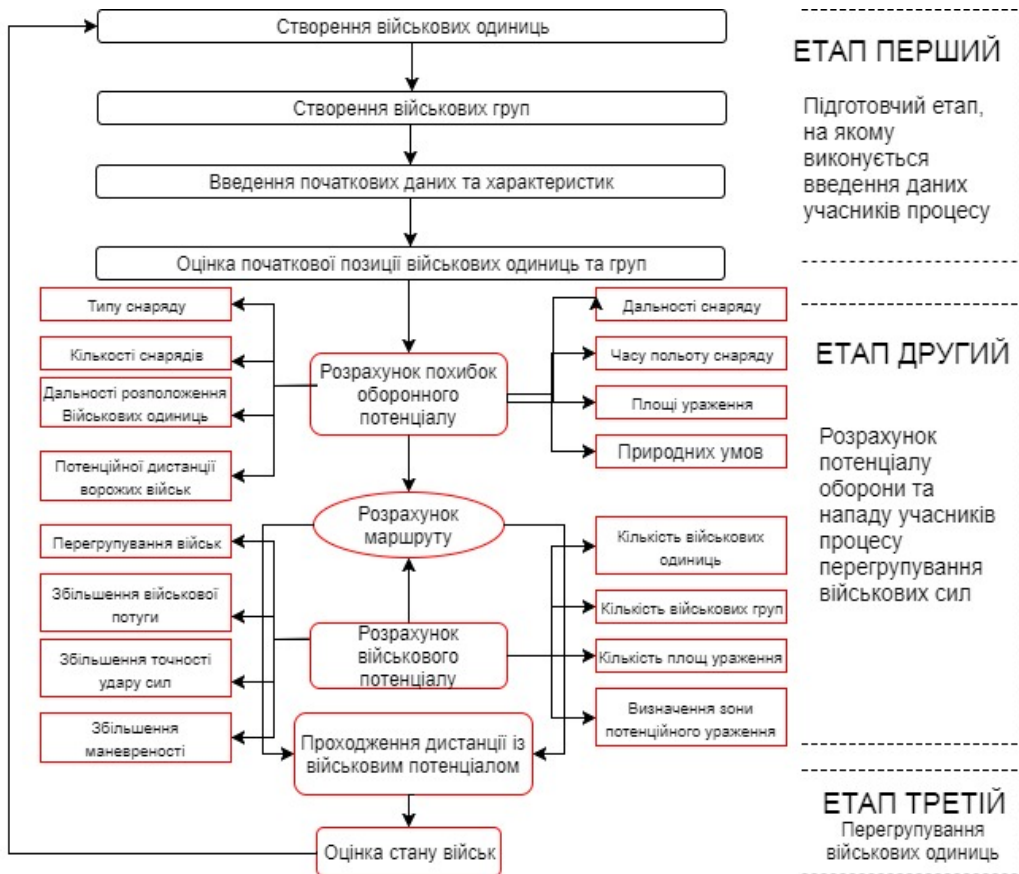 Створення військових одиниць
Створення військових груп
Введення початкових даних та характеристик
Оцінка початкової позиції військових одиниць та груп
ЕТАП ПЕРШИЙ
Підготовчий етап,
на якому
виконується
введення даних
учасників процесу
Типу снаряду
Кількості снарядів
Дальності розположення
Військових одиниць
Потенційної дистанції
ворожих військ
Розрахунок похибок
оборонного
потенціалу
Дальності снаряду
Часу польоту снаряду
Площі ураження
Природних умов
ЕТАП ДРУГИЙ
Розрахунок
потенціалу
оборони та
нападу учасників
процесу
перегрупування
військових сил
Розрахунок
маршруту
Перегрупування військ
Збільшення військової
потуги
Збільшення точності
удару сил
Збільшення
маневреності
Розрахунок
військового
потенціалу
Кількість військових
одиниць
Кількість військових груп
Кількість площ ураження
Визначення зони
потенційного ураження
Проходження дистанції із
військовим потенціалом
Оцінка стану військ
ЕТАП ТРЕТІЙ
Перегрупування
військових одиниць